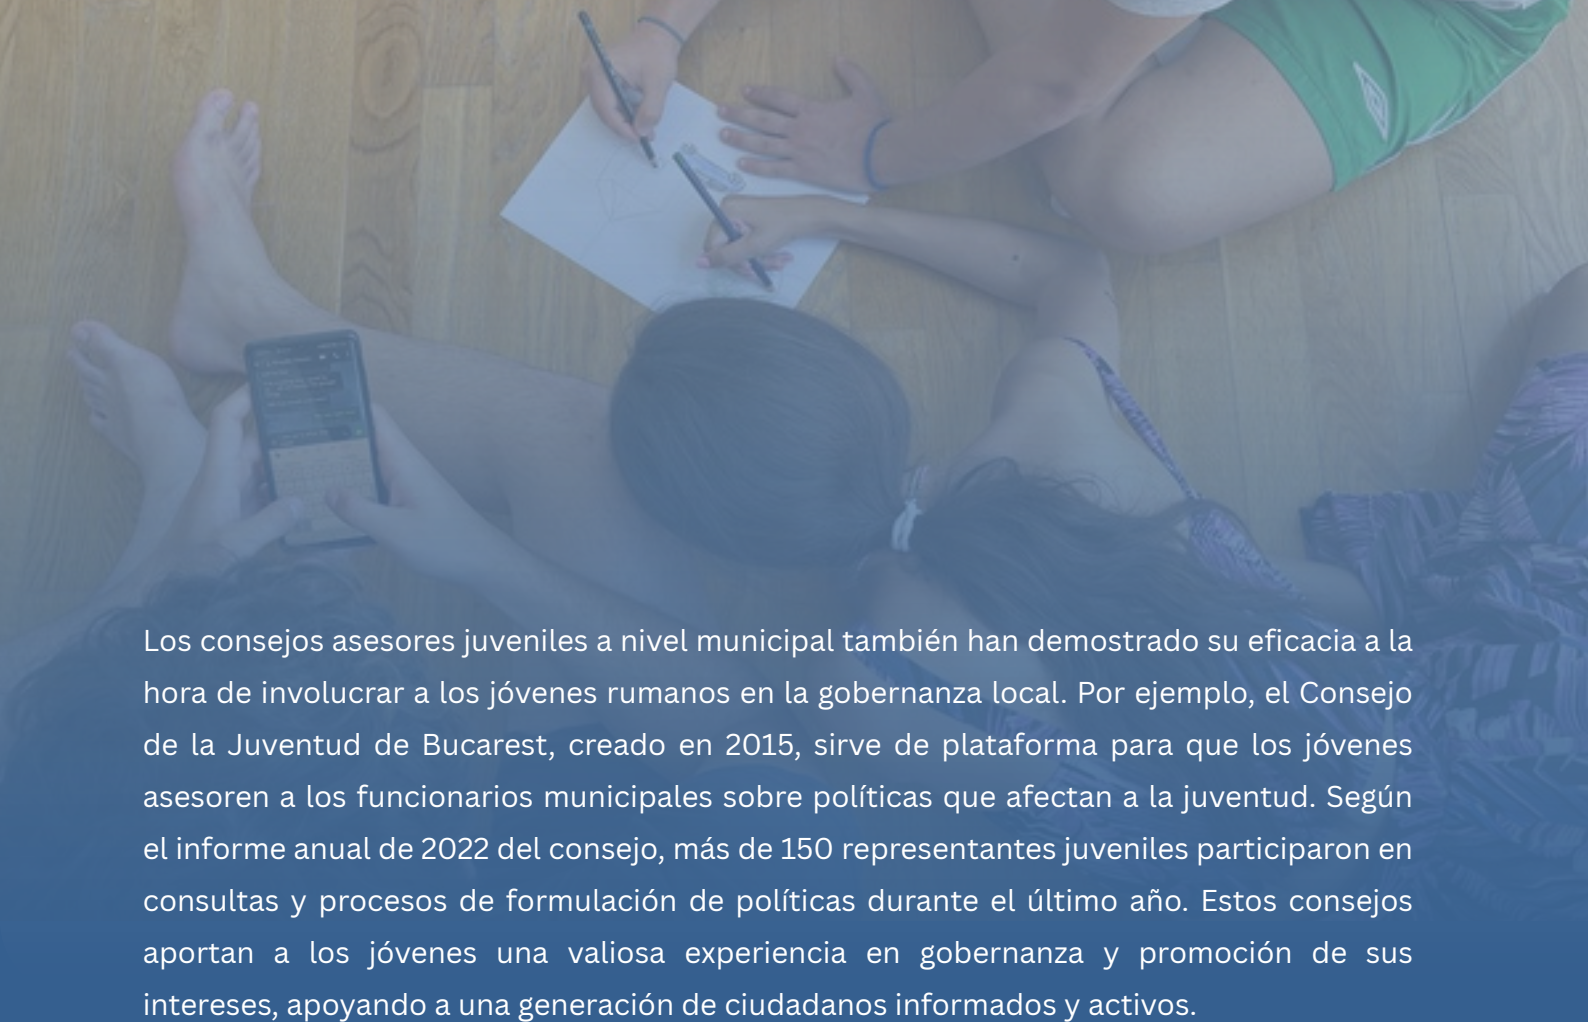 Los consejos asesores juveniles a nivel municipal también han demostrado su eficacia a la
hora de involucrar a los jóvenes rumanos en la gobernanza local. Por ejemplo, el Consejo
de la Juventud de Bucarest, creado en 2015, sirve de plataforma para que los jóvenes
asesoren a los funcionarios municipales sobre políticas que afectan a la juventud. Según
el informe anual de 2022 del consejo, más de 150 representantes juveniles participaron en
consultas y procesos de formulación de políticas durante el último año. Estos consejos
aportan a los jóvenes una valiosa experiencia en gobernanza y promoción de sus
intereses, apoyando a una generación de ciudadanos informados y activos.